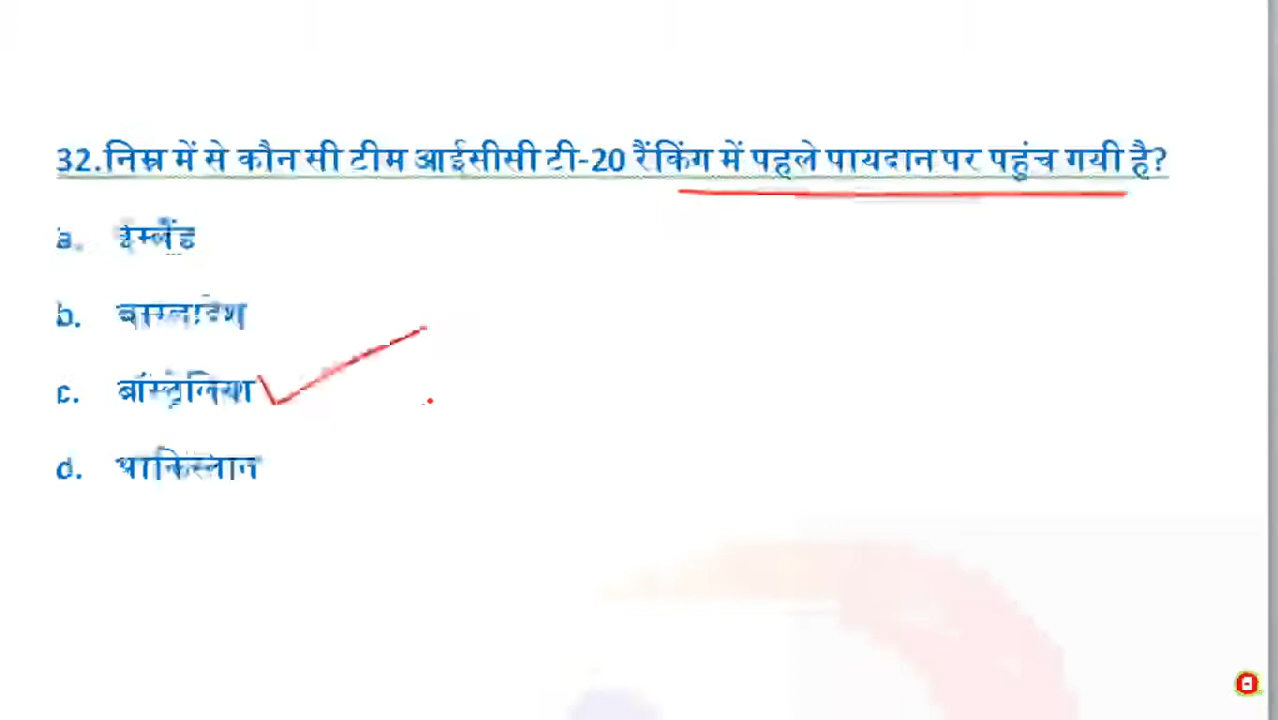 32.निम्न में से कौन सी टीम आईसीसी टी-20 रैंकिंग में पहले पायदान पर पहुंच गयी है?
a. इंग्लैंड
b. बांग्लादेश
c. ऑस्ट्रेलिया
d. पाकिस्तान